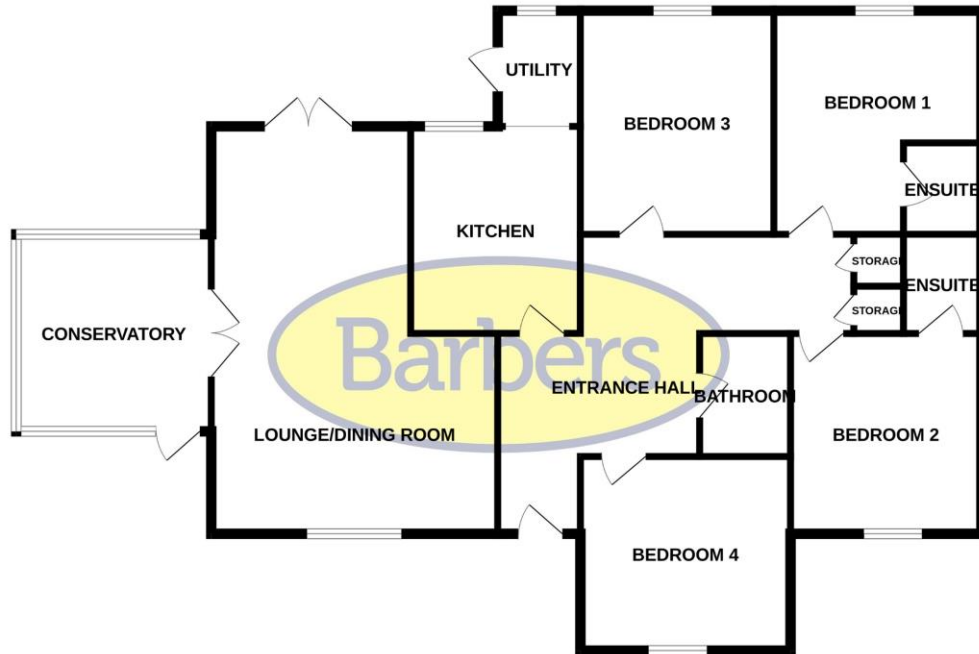 UTILITY
BEDROOM 3
BEDROOM 1
ENSUITE
KITCHEN
STORAGE
ENSUITE
STORAGE
CONSERVATORY
Barbers
ENTRANCE HALL
BATHROOM
LOUNGE/DINING ROOM
BEDROOM 2
BEDROOM 4